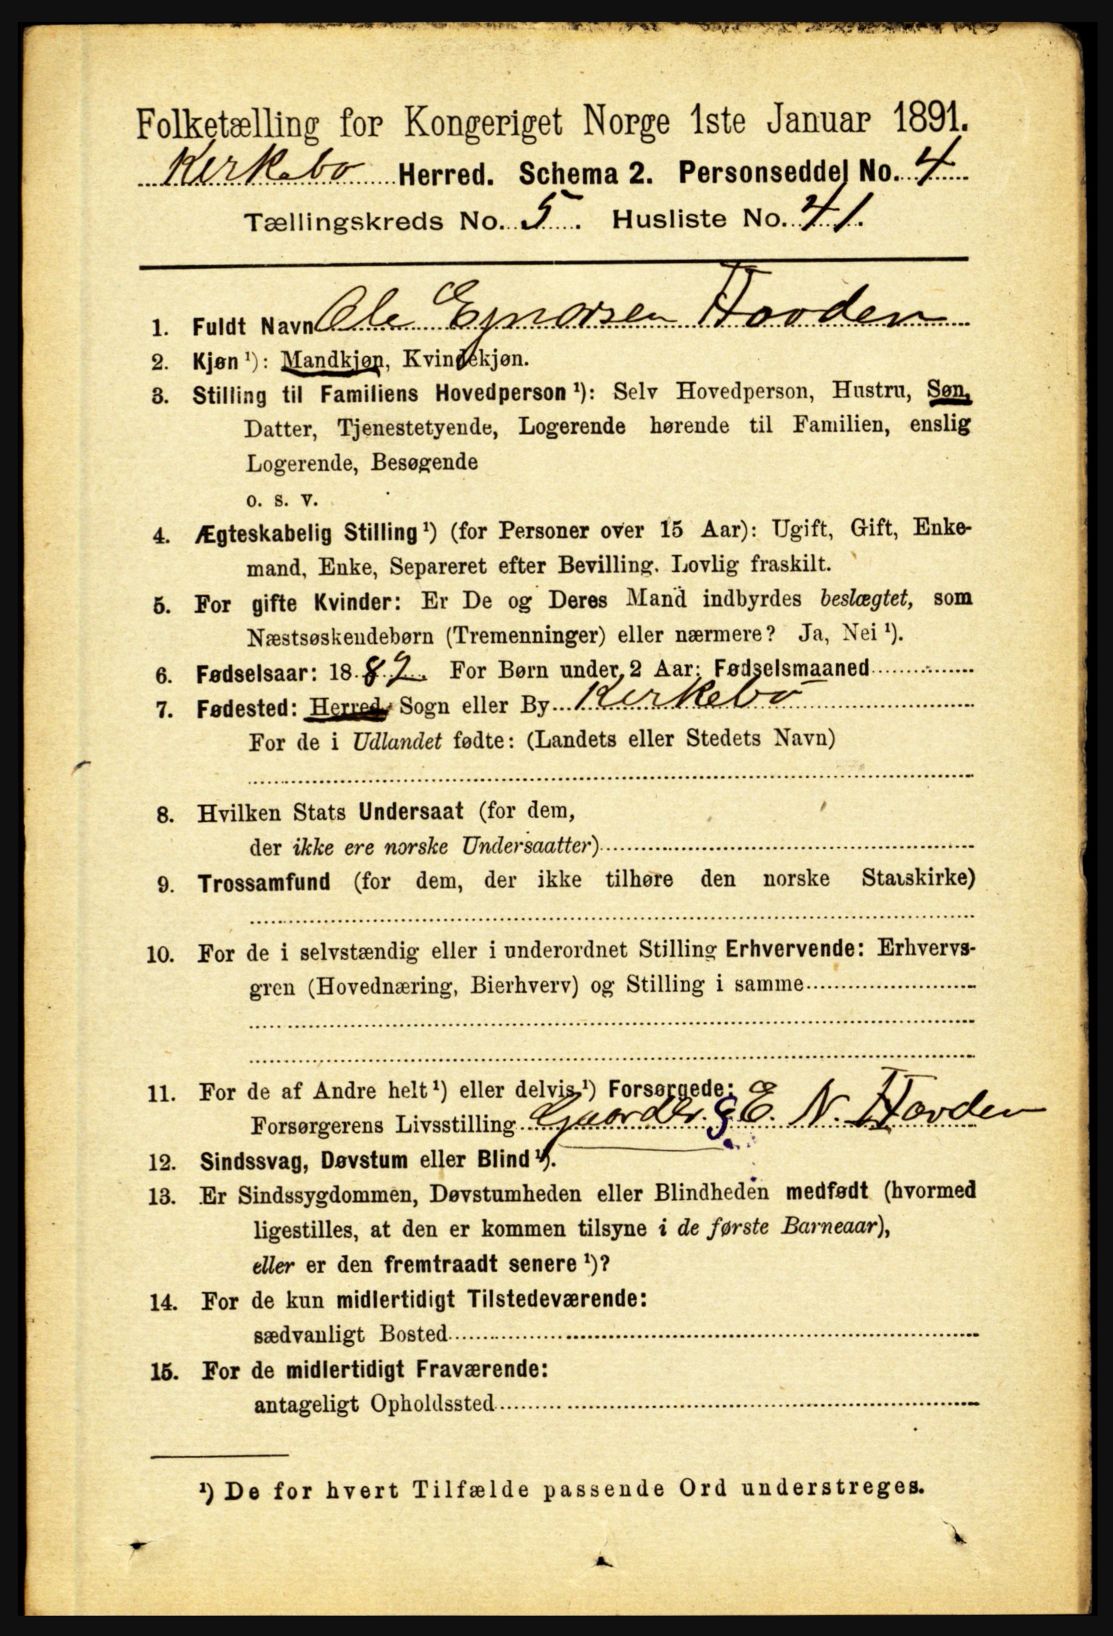 Folketælling for Kongeriget Norge 1ste Januar 1891.
Kirkebø Herred. Schema 2. Personseddel No. 4
Tællingskreds No. 5. Husliste No. 41.
1. Fuldt Navn Ole Ejnarsen Hovden
2. Kjøn ¹): Mandkjøn, Kvindekjøn.
3. Stilling til Familiens Hovedperson ¹): Selv Hovedperson, Hustru, Søn,
Datter, Tjenestetyende, Logerende hørende til Familien, enslig
Logerende, Besøgende
o. s. v.
4. Ægteskabelig Stilling ¹) (for Personer over 15 Aar): Ugift, Gift, Enke-
mand, Enke, Separeret efter Bevilling. Lovlig fraskilt.
5. For gifte Kvinder: Er De og Deres Mand indbyrdes beslægtet, som
Næstsøskendebørn (Tremenninger) eller nærmere? Ja, Nei ¹).
6. Fødselsaar: 1887. For Børn under 2 Aar: Fødselsmaaned
7. Fødested: Herred, Sogn eller By Kirkebø
For de i Udlandet fødte: (Landets eller Stedets Navn)
8. Hvilken Stats Undersaat (for dem,
der ikke ere norske Undersaatter)
9. Trossamfund (for dem, der ikke tilhøre den norske Statskirke)
10. For de i selvstændig eller i underordnet Stilling Erhvervende: Erhvervs-
gren (Hovednæring, Bierhverv) og Stilling i samme
11. For de af Andre helt ¹) eller delvis ¹) Forsørgede:
Forsørgerens Livsstilling Gaardbr. E. N. Hovden
12. Sindssvag, Døvstum eller Blind ¹).
13. Er Sindssygdommen, Døvstumheden eller Blindheden medfødt (hvormed
ligestilles, at den er kommen tilsyne i de første Barneaar),
eller er den fremtraadt senere ¹)?
14. For de kun midlertidigt Tilstedeværende:
sædvanligt Bosted
15. For de midlertidigt Fraværende:
antageligt Opholdssted
¹) De for hvert Tilfælde passende Ord understreges.